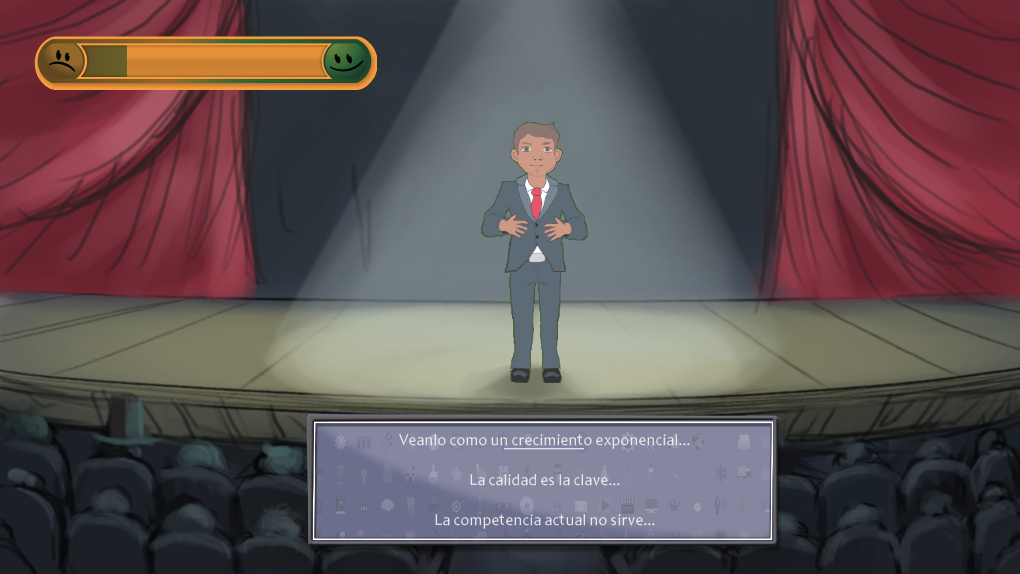 Veanlo como un crecimiento exponencial...
La calidad es la clave...
La competencia actual no sirve...